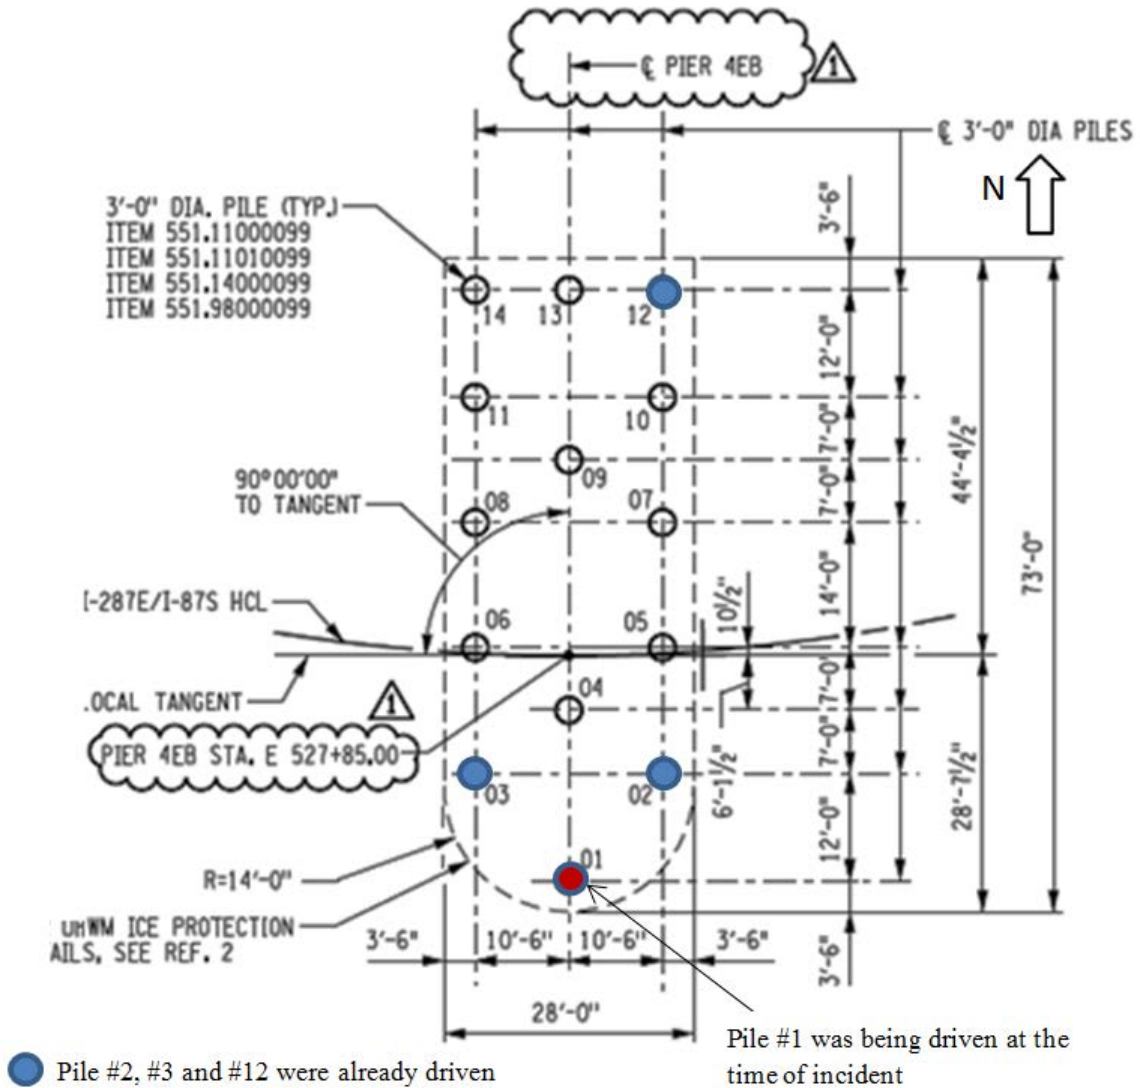 ℄ PIER 4EB
1
℄ 3'-0" DIA PILES
N
3'-0" DIA. PILE (TYP.)
ITEM 551.11000099
ITEM 551.11010099
ITEM 551.14000099
ITEM 551.98000099
3'-6"
14
13
12
12'-0"
11
10
7'-0"
44'-4½"
09
90°00'00"
TO TANGENT
08
07
7'-0"
73'-0"
14'-0"
I-287E/I-87S HCL
10½"
06
05
04
7'-0"
.OCAL TANGENT
1
PIER 4EB STA. E 527+85.00
7'-0"
6'-1½"
28'-7½"
03
02
12'-0"
01
R=14'-0"
UHWM ICE PROTECTION
AILS, SEE REF. 2
3'-6"
10'-6"
10'-6"
3'-6"
3'-6"
28'-0"
Pile #1 was being driven at the
time of incident
Pile #2, #3 and #12 were already driven